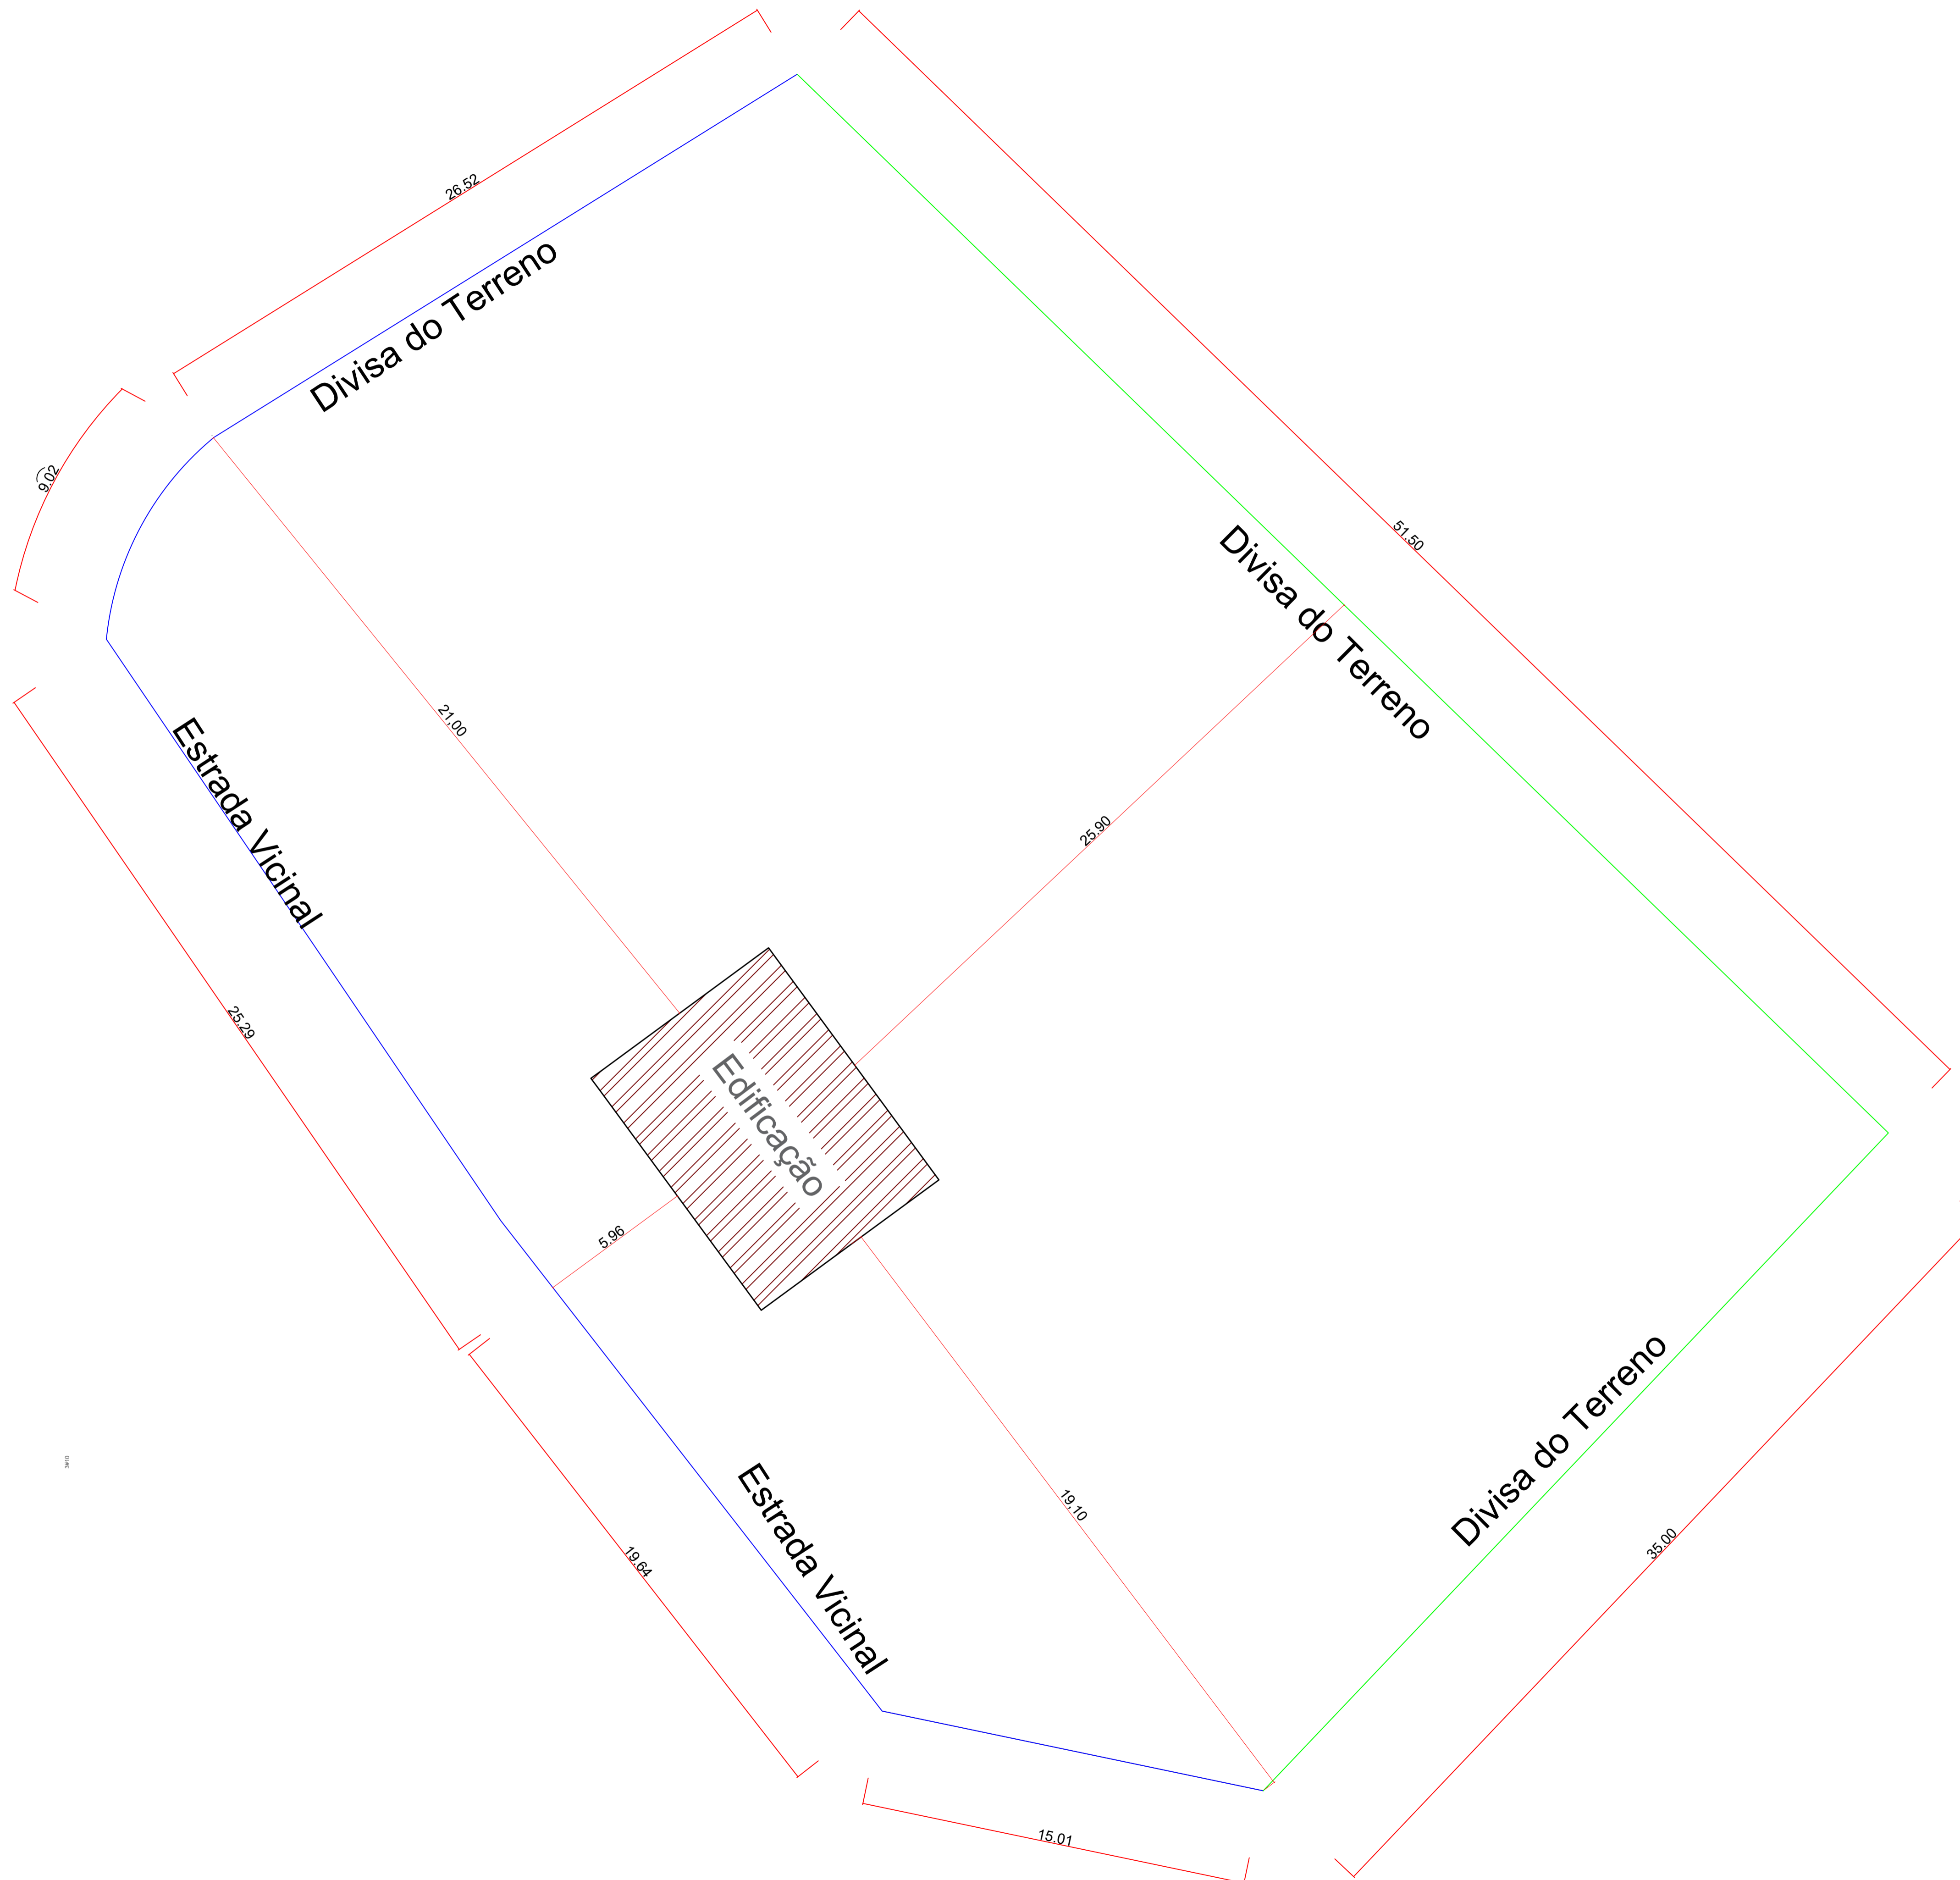 26.52
Divisa do Terreno
9.02
51.50
Divisa do Terreno
21.00
Estrada Vicinal
25.90
25.29
Edificação
5.96
Divisa do Terreno
35.00
Estrada Vicinal
19.10
19.64
15.01